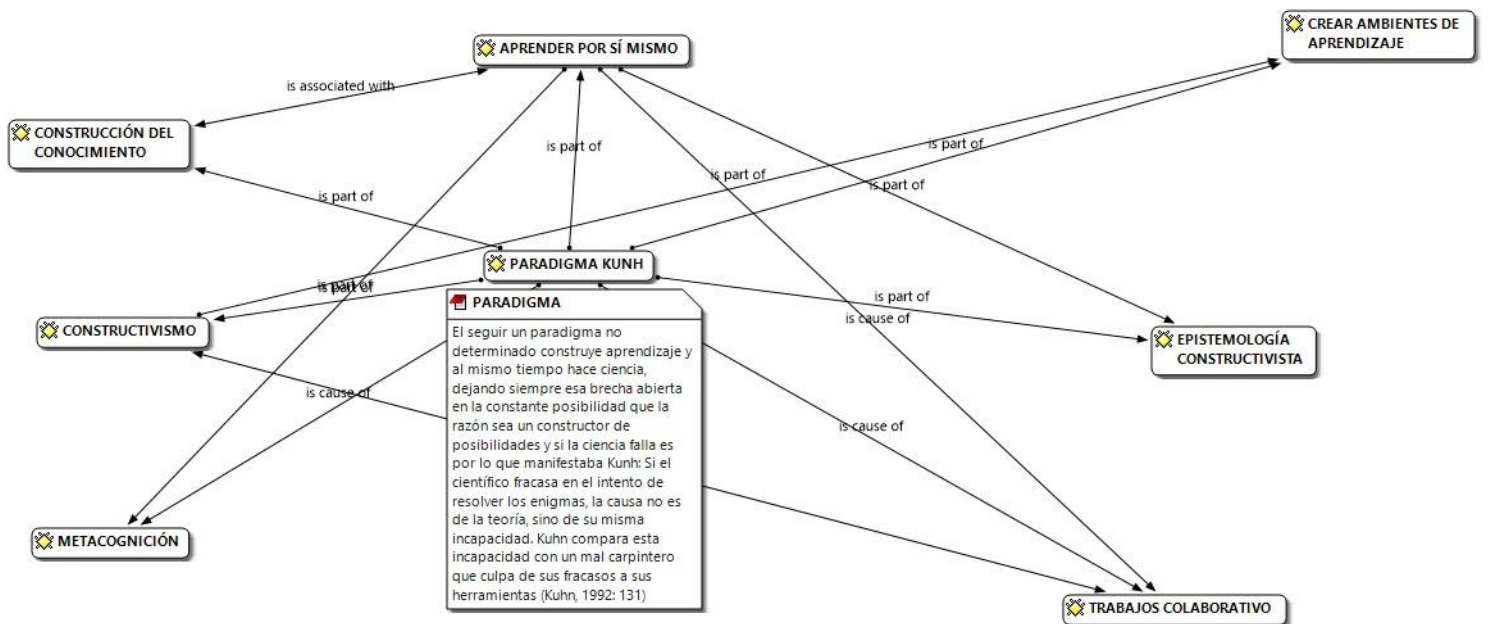 CREAR AMBIENTES DE
APRENDIZAJE
APRENDER POR SÍ MISMO
is associated with
CONSTRUCCIÓN DEL
CONOCIMIENTO
is part of
is part of
is part of
is part of
is part of
PARADIGMA KUNH
is part of
is part of
is part of
PARADIGMA
El seguir un paradigma no
determinado construye aprendizaje y
al mismo tiempo hace ciencia,
dejando siempre esa brecha abierta
en la constante posibilidad que la
razón sea un constructor de
posibilidades y si la ciencia falla es
por lo que manifestaba Kunh: Si el
científico fracasa en el intento de
resolver los enigmas, la causa no es
de la teoría, sino de su misma
incapacidad. Kuhn compara esta
incapacidad con un mal carpintero
que culpa de sus fracasos a sus
herramientas (Kuhn, 1992: 131)
CONSTRUCTIVISMO
is cause of
EPISTEMOLOGÍA
CONSTRUCTIVISTA
is cause of
is cause of
METACOGNICIÓN
TRABAJOS COLABORATIVO